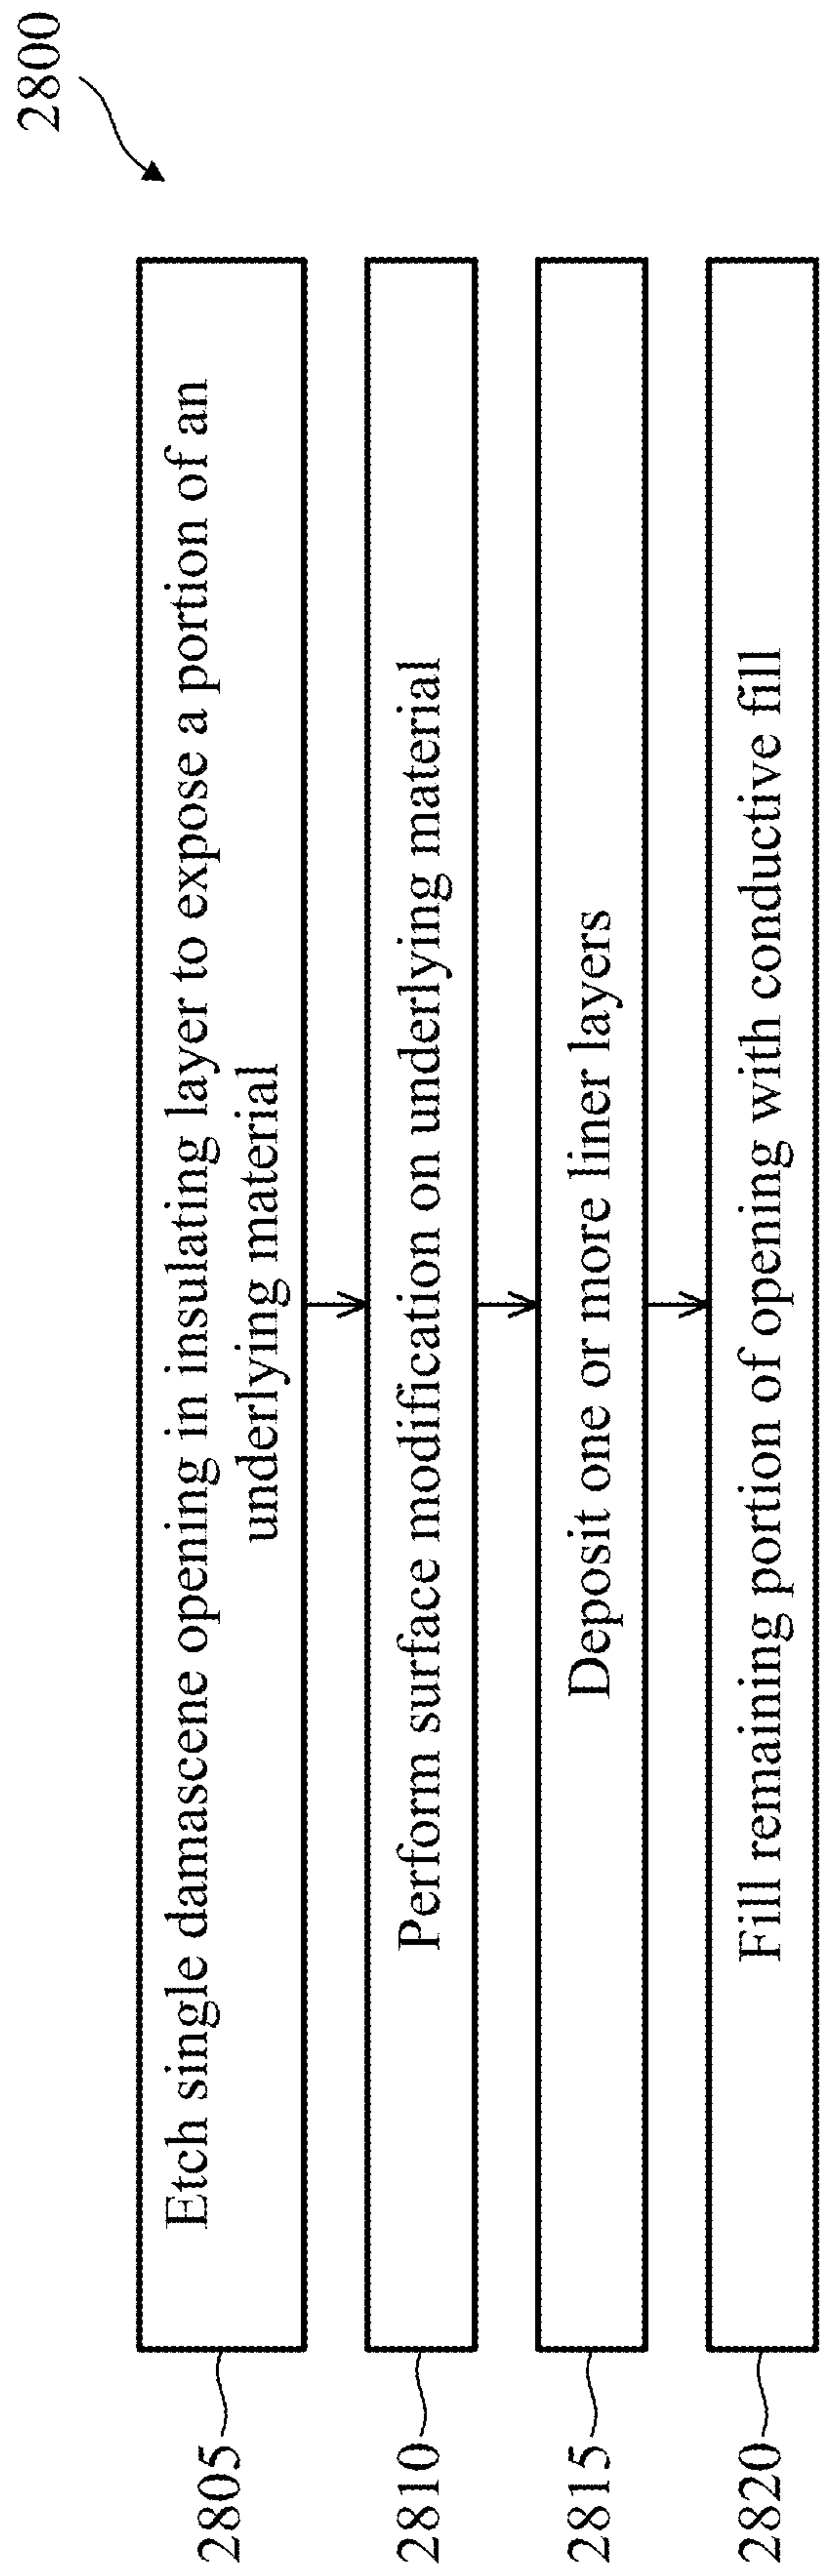 2800
2805
Etch single damascene opening in insulating layer to expose a portion of an
underlying material
2810
Perform surface modification on underlying material
2815
Deposit one or more liner layers
2820
Fill remaining portion of opening with conductive fill